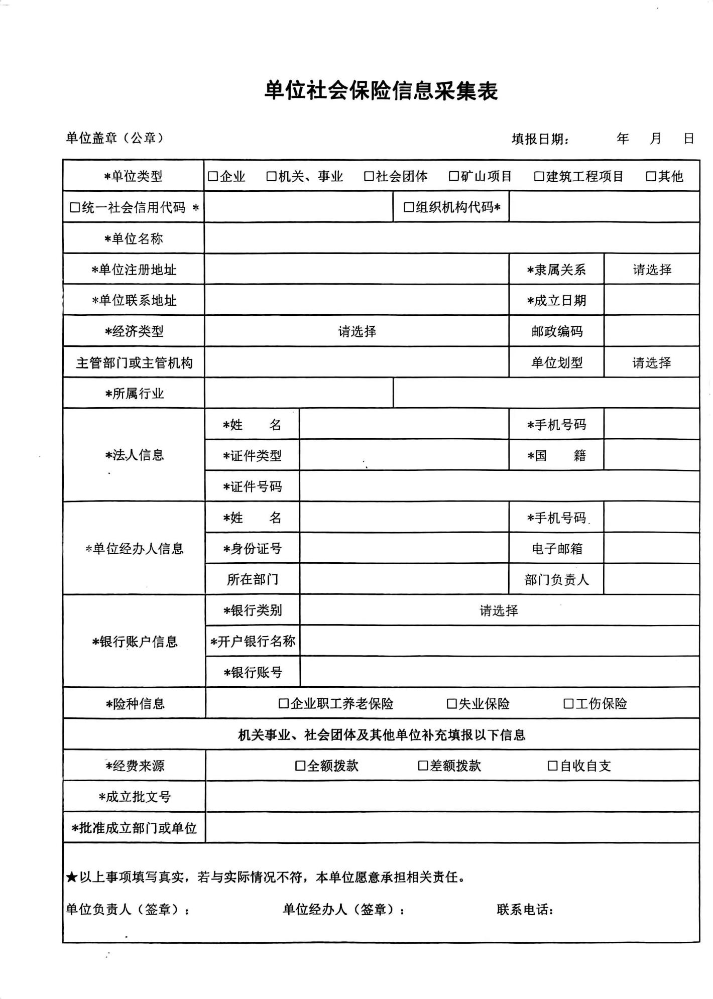 单位社会保险信息采集表
单位盖章（公章） 填报日期： 年 月 日
*单位类型 □企业 □机关、事业 □社会团体 □矿山项目 □建筑工程项目 □其他
□统一社会信用代码 * □组织机构代码*
*单位名称
*单位注册地址 *隶属关系 请选择
*单位联系地址 *成立日期
*经济类型 请选择 邮政编码
主管部门或主管机构 单位划型 请选择
*所属行业
*法人信息
*姓 名 *手机号码
*证件类型 *国 籍
*证件号码
*单位经办人信息
*姓 名 *手机号码
*身份证号 电子邮箱
所在部门 部门负责人
*银行账户信息
*银行类别 请选择
*开户银行名称
*银行账号
*险种信息 □企业职工养老保险 □失业保险 □工伤保险
机关事业、社会团体及其他单位补充填报以下信息
*经费来源 □全额拨款 □差额拨款 □自收自支
*成立批文号
*批准成立部门或单位
★以上事项填写真实，若与实际情况不符，本单位愿意承担相关责任。
单位负责人（签章）： 单位经办人（签章）： 联系电话：